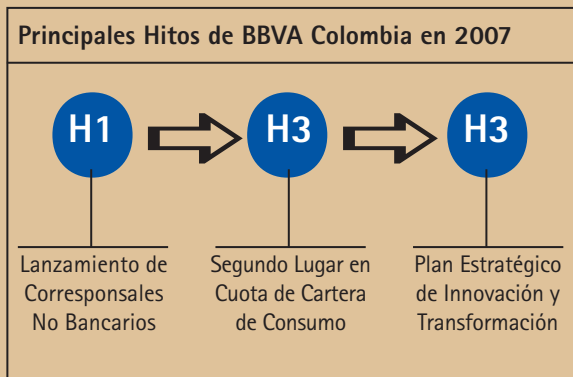 Principales Hitos de BBVA Colombia en 2007
H1
H3
H3
Lanzamiento de
Corresponsales
No Bancarios
Segundo Lugar en
Cuota de Cartera
de Consumo
Plan Estratégico
de Innovación y
Transformación